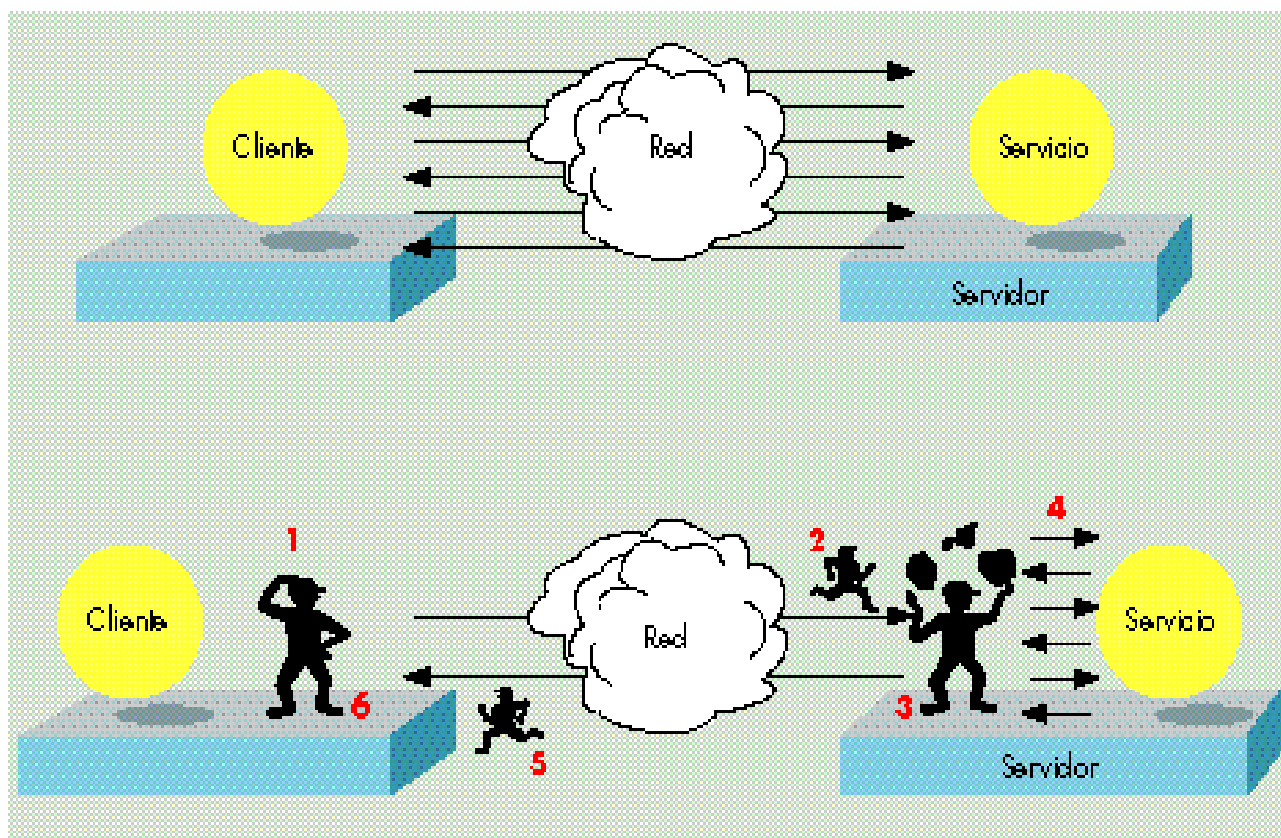 Cliente
Red
Servicio
Servidor
1
2
4
Cliente
Red
Servicio
6
3
5
Servidor